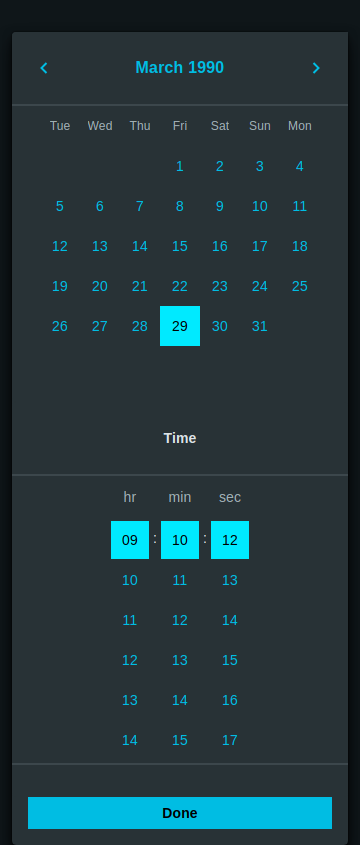 March 1990
Tue Wed Thu Fri Sat Sun Mon
1 2 3 4
5 6 7 8 9 10 11
12 13 14 15 16 17 18
19 20 21 22 23 24 25
26 27 28 29 30 31
Time
hr min sec
09 : 10 : 12
10 11 13
11 12 14
12 13 15
13 14 16
14 15 17
Done